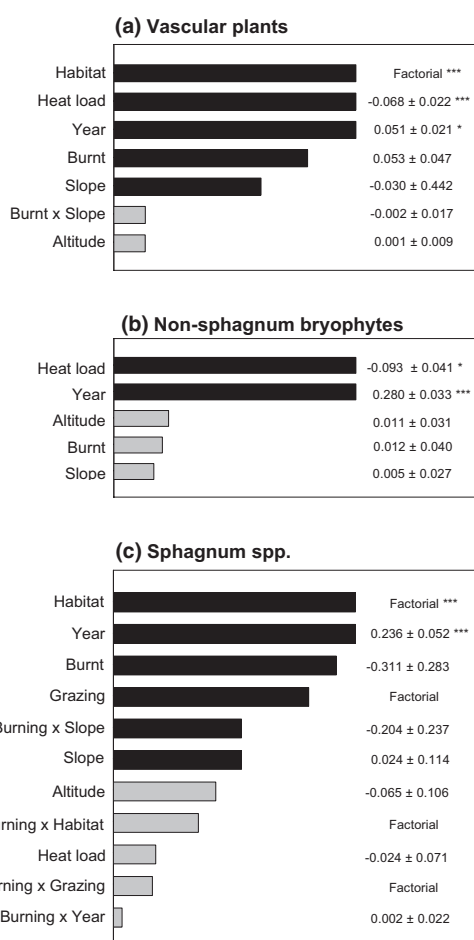 (a) Vascular plants
Habitat Factorial ***
Heat load -0.068 ± 0.022 ***
Year 0.051 ± 0.021 *
Burnt 0.053 ± 0.047
Slope -0.030 ± 0.442
Burnt x Slope -0.002 ± 0.017
Altitude 0.001 ± 0.009
(b) Non-sphagnum bryophytes
Heat load -0.093 ± 0.041 *
Year 0.280 ± 0.033 ***
Altitude 0.011 ± 0.031
Burnt 0.012 ± 0.040
Slope 0.005 ± 0.027
(c) Sphagnum spp.
Habitat Factorial ***
Year 0.236 ± 0.052 ***
Burnt -0.311 ± 0.283
Grazing Factorial
Burning x Slope -0.204 ± 0.237
Slope 0.024 ± 0.114
Altitude -0.065 ± 0.106
rning x Habitat Factorial
Heat load -0.024 ± 0.071
rning x Grazing Factorial
Burning x Year 0.002 ± 0.022